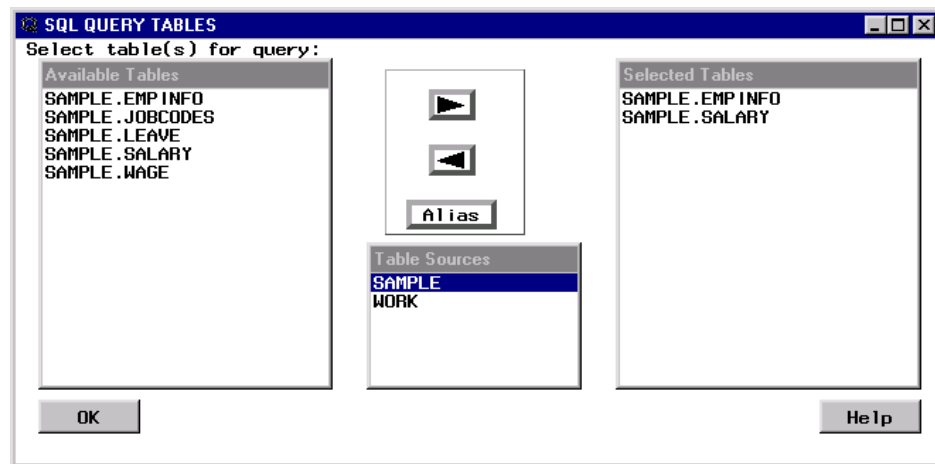 SQL QUERY TABLES
Select table(s) for query:
Available Tables
SAMPLE.EMPINFO
SAMPLE.JOBCODES
SAMPLE.LEAVE
SAMPLE.SALARY
SAMPLE.WAGE
Alias
Table Sources
SAMPLE
WORK
Selected Tables
SAMPLE.EMPINFO
SAMPLE.SALARY
OK
Help